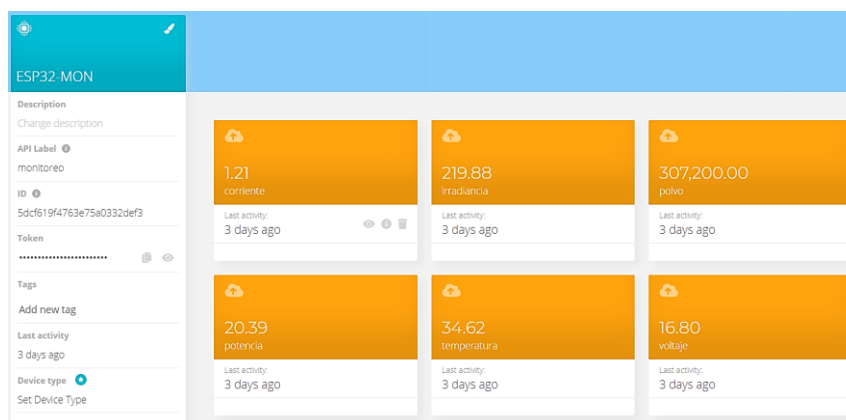 ESP32-MON
Description
Change description
API Label
monitoreo
ID
5dcf619f4763e75a0332def3
Token
••••••••••••••••••••••••
Tags
Add new tag
Last activity
3 days ago
Device type
Set Device Type
1.21
corriente
Last activity:
3 days ago
219.88
irradiancia
Last activity:
3 days ago
307,200.00
polvo
Last activity:
3 days ago
20.39
potencia
Last activity:
3 days ago
34.62
temperatura
Last activity:
3 days ago
16.80
voltaje
Last activity:
3 days ago